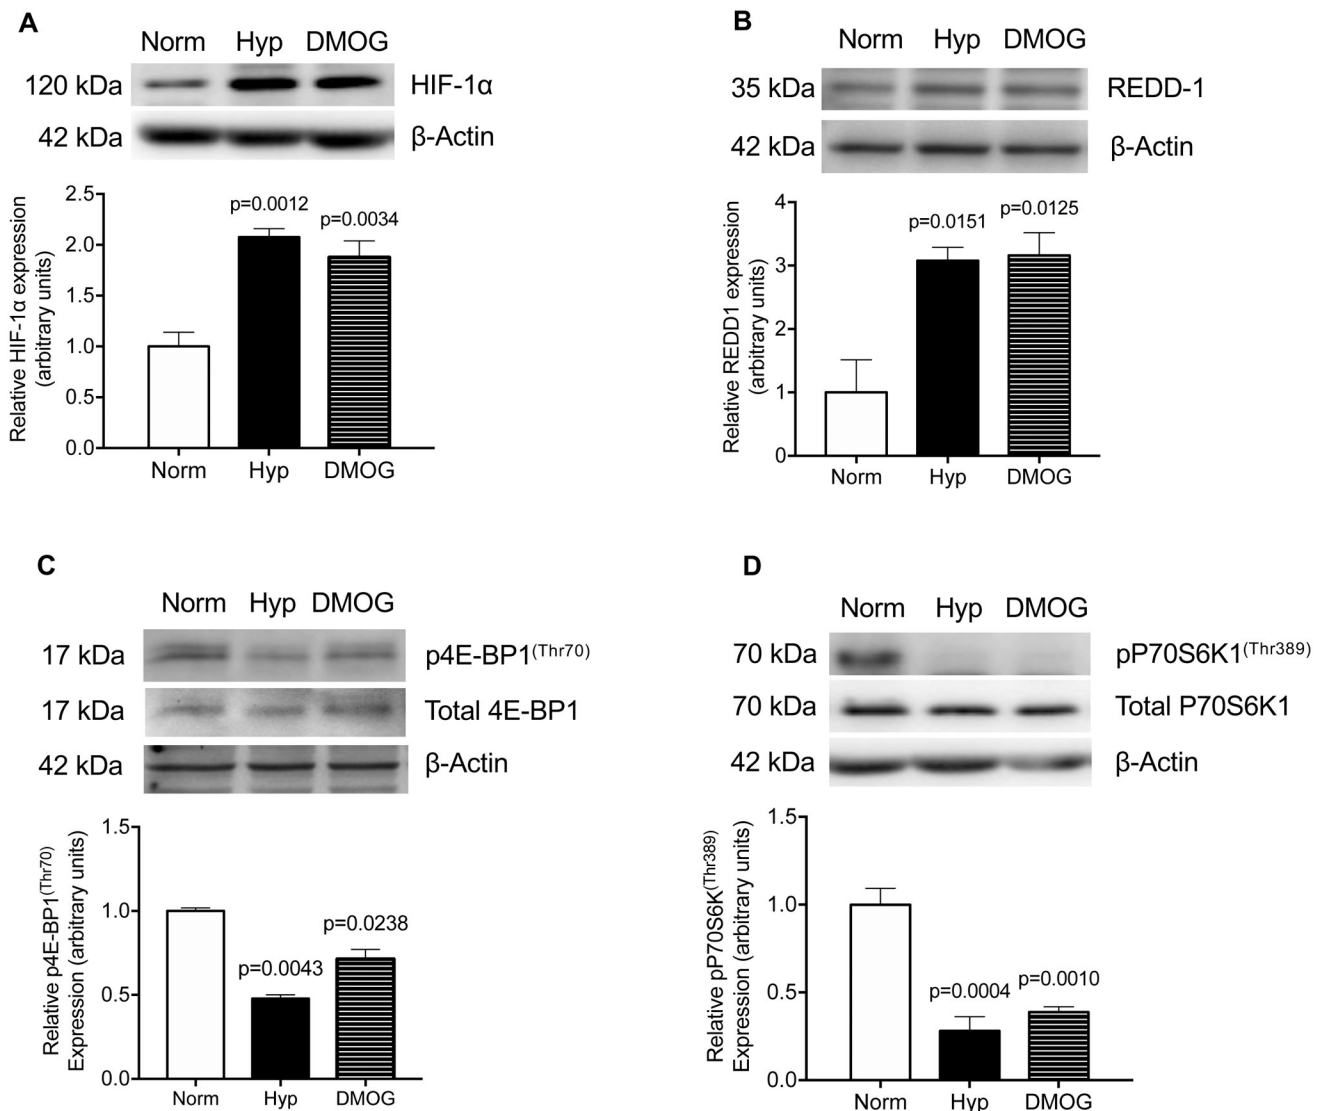 A
Norm Hyp DMOG
120 kDa HIF-1α
42 kDa β-Actin
Relative HIF-1α expression
(arbitrary units)
2.5
2.0
1.5
1.0
0.5
0.0
p=0.0012
p=0.0034
Norm Hyp DMOG
B
Norm Hyp DMOG
35 kDa REDD-1
42 kDa β-Actin
Relative REDD1 expression
(arbitrary units)
4
3
2
1
0
p=0.0151
p=0.0125
Norm Hyp DMOG
C
Norm Hyp DMOG
17 kDa p4E-BP1(Thr70)
17 kDa Total 4E-BP1
42 kDa β-Actin
Relative p4E-BP1(Thr70)
Expression (arbitrary units)
1.5
1.0
0.5
0.0
p=0.0043
p=0.0238
Norm Hyp DMOG
D
Norm Hyp DMOG
70 kDa pP70S6K1(Thr389)
70 kDa Total P70S6K1
42 kDa β-Actin
Relative pP70S6K(Thr389)
Expression (arbitrary units)
1.5
1.0
0.5
0.0
p=0.0004
p=0.0010
Norm Hyp DMOG